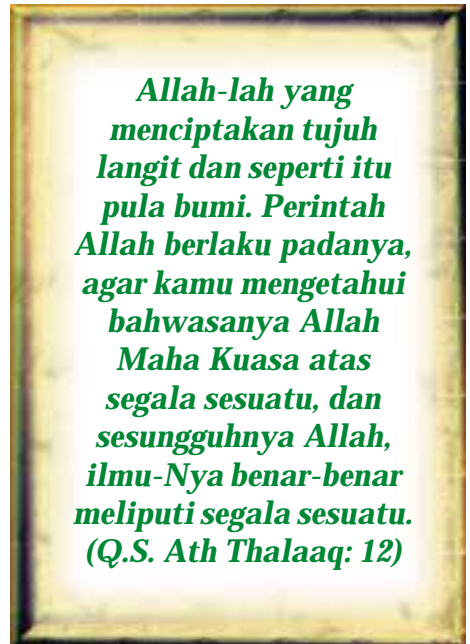 Allah-lah yang
menciptakan tujuh
langit dan seperti itu
pula bumi. Perintah
Allah berlaku padanya,
agar kamu mengetahui
bahwasanya Allah
Maha Kuasa atas
segala sesuatu, dan
sesungguhnya Allah,
ilmu-Nya benar-benar
meliputi segala sesuatu.
(Q.S. Ath Thalaaq: 12)